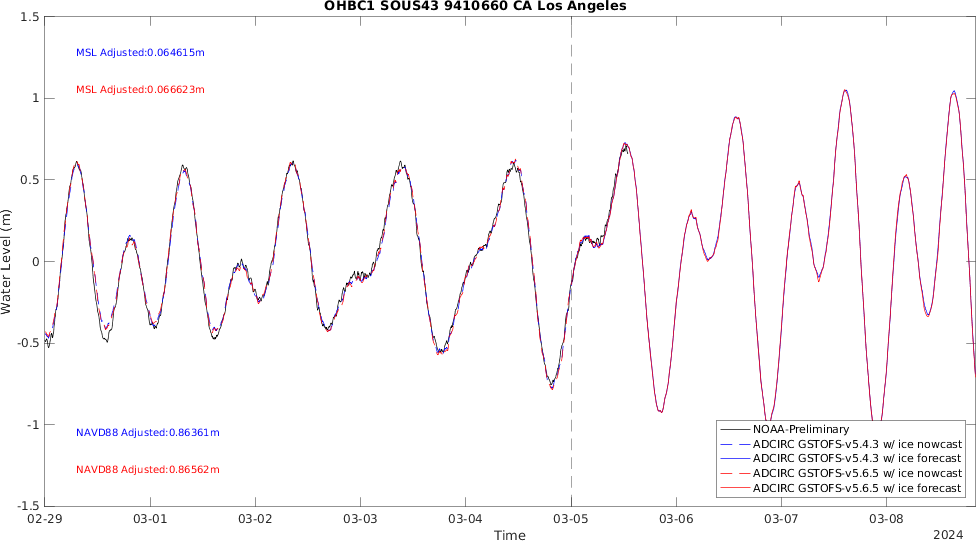 OHBC1 SOUS43 9410660 CA Los Angeles
1.5
MSL Adjusted:0.064615m
MSL Adjusted:0.066623m
1
0.5
0
-0.5
-1
-1.5
Water Level (m)
NAVD88 Adjusted:0.86361m
NAVD88 Adjusted:0.86562m
NOAA-Preliminary
ADCIRC GSTOFS-v5.4.3 w/ ice nowcast
ADCIRC GSTOFS-v5.4.3 w/ ice forecast
ADCIRC GSTOFS-v5.6.5 w/ ice nowcast
ADCIRC GSTOFS-v5.6.5 w/ ice forecast
02-29 03-01 03-02 03-03 03-04 03-05 03-06 03-07 03-08
Time
2024